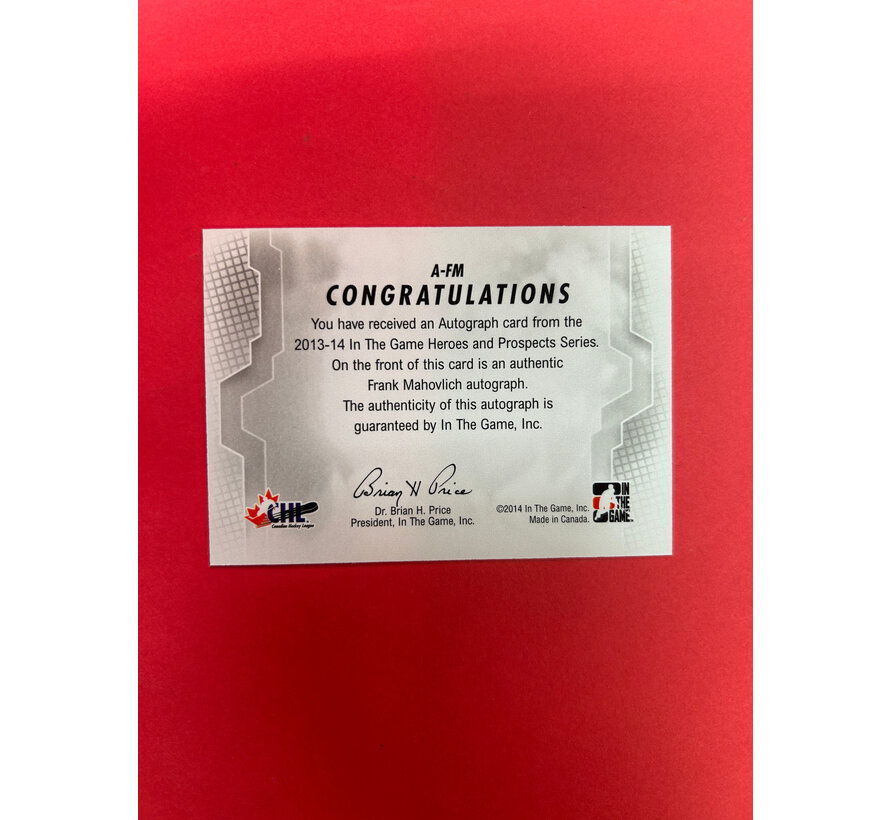 A-FM
CONGRATULATIONS
You have received an Autograph card from the
2013-14 In The Game Heroes and Prospects Series.
On the front of this card is an authentic
Frank Mahovlich autograph.
The authenticity of this autograph is
guaranteed by In The Game, Inc.
Brian H Price
Dr. Brian H. Price
President, In The Game, Inc.
©2014 In The Game, Inc.
Made in Canada.
CHL
Canadian Hockey League
IN
THE
GAME